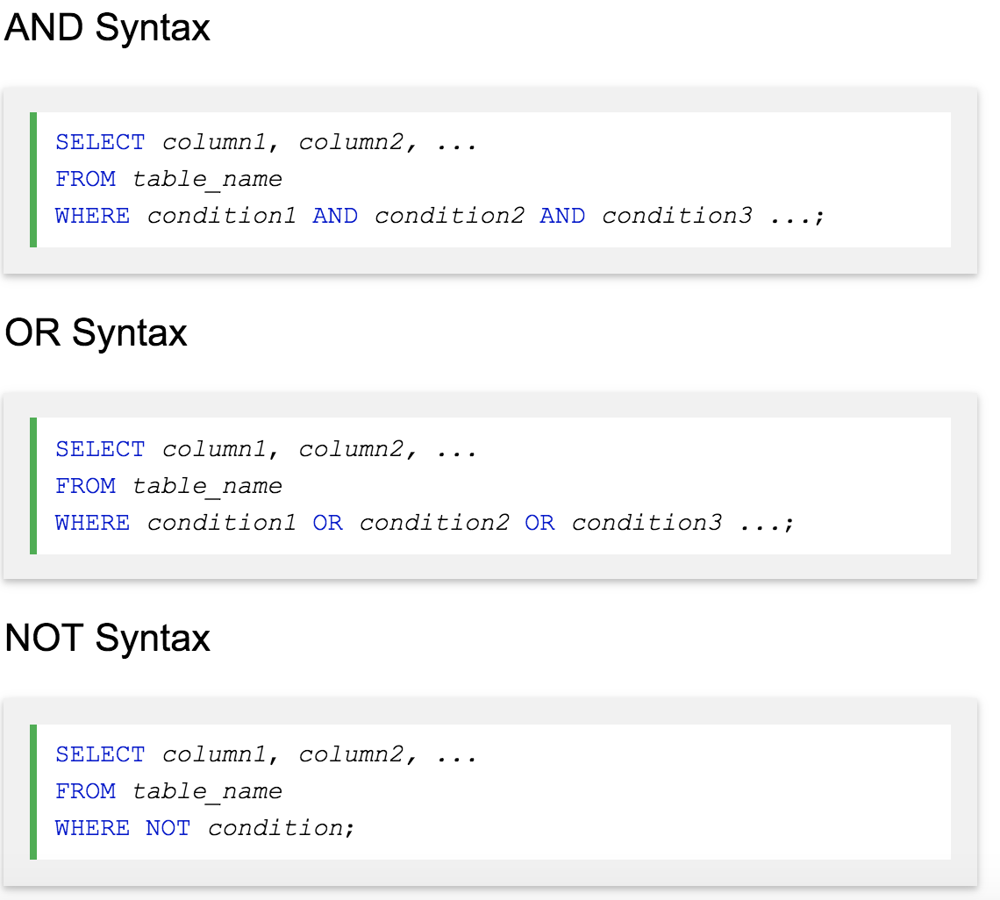 AND Syntax
SELECT column1, column2, ...
FROM table_name
WHERE condition1 AND condition2 AND condition3 ...;
OR Syntax
SELECT column1, column2, ...
FROM table_name
WHERE condition1 OR condition2 OR condition3 ...;
NOT Syntax
SELECT column1, column2, ...
FROM table_name
WHERE NOT condition;